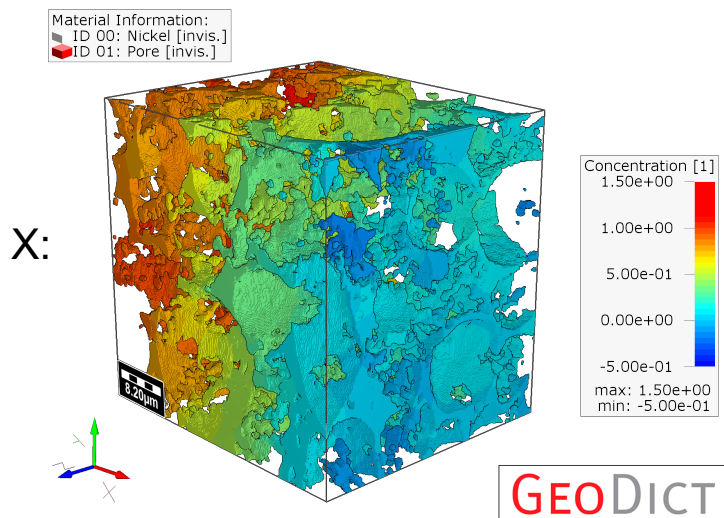 Material Information:
ID 00: Nickel [invis.]
ID 01: Pore [invis.]
X:
Concentration [1]
1.50e+00
1.00e+00
5.00e-01
0.00e+00
-5.00e-01
max: 1.50e+00
min: -5.00e-01
8.20µm
Y
Z
X
GEODICT